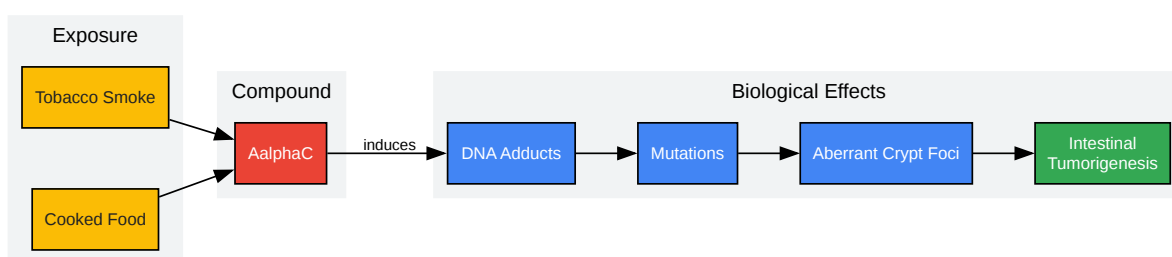 Exposure
Tobacco Smoke
Cooked Food
Compound
AalphaC
induces
Biological Effects
DNA Adducts
Mutations
Aberrant Crypt Foci
Intestinal
Tumorigenesis